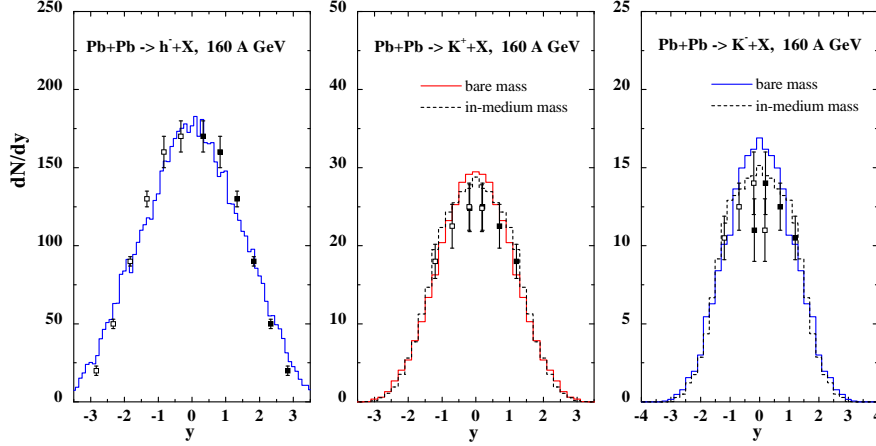 Pb+Pb -> h⁻+X, 160 A GeV
250
200
150
100
50
0
dN/dy
-3 -2 -1 0 1 2 3
y
Pb+Pb -> K⁺+X, 160 A GeV
bare mass
in-medium mass
50
40
30
20
10
0
-3 -2 -1 0 1 2 3
y
Pb+Pb -> K⁻+X, 160 A GeV
bare mass
in-medium mass
25
20
15
10
5
0
-4 -3 -2 -1 0 1 2 3 4
y